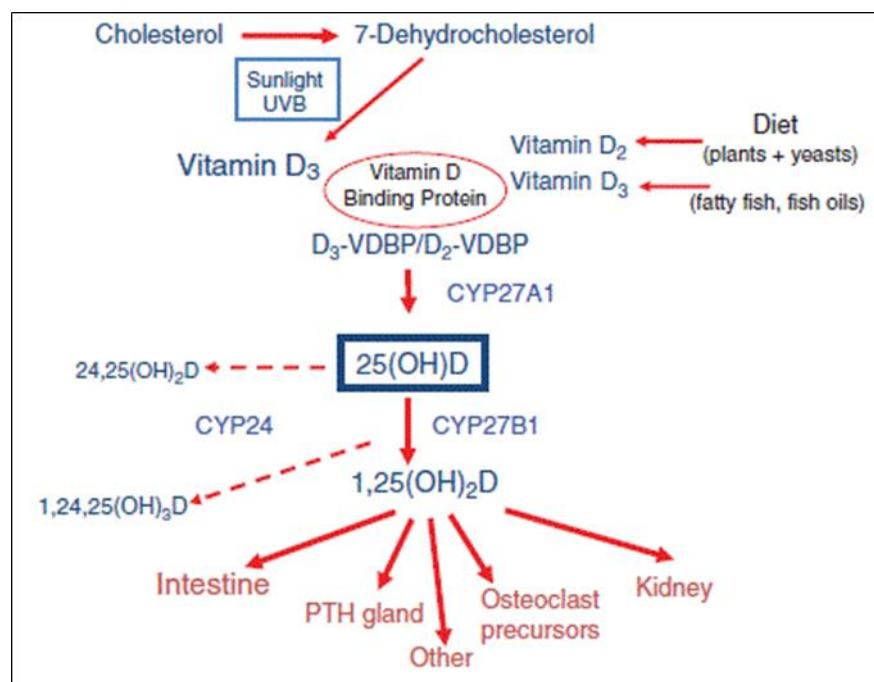 Cholesterol
7-Dehydrocholesterol
Sunlight
UVB
Vitamin D₃
Vitamin D
Binding Protein
Vitamin D₂
Diet
(plants + yeasts)
Vitamin D₃
(fatty fish, fish oils)
D₃-VDBP/D₂-VDBP
CYP27A1
25(OH)D
24,25(OH)₂D
CYP24
CYP27B1
1,25(OH)₂D
1,24,25(OH)₃D
Intestine
PTH gland
Other
Osteoclast
precursors
Kidney